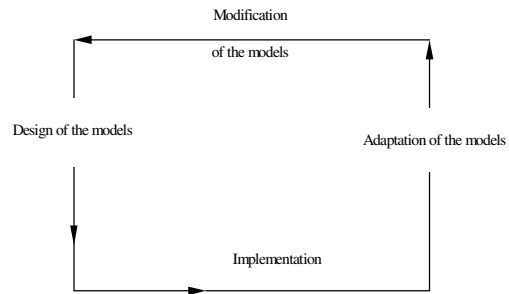 Modification
of the models
Design of the models
Adaptation of the models
Implementation